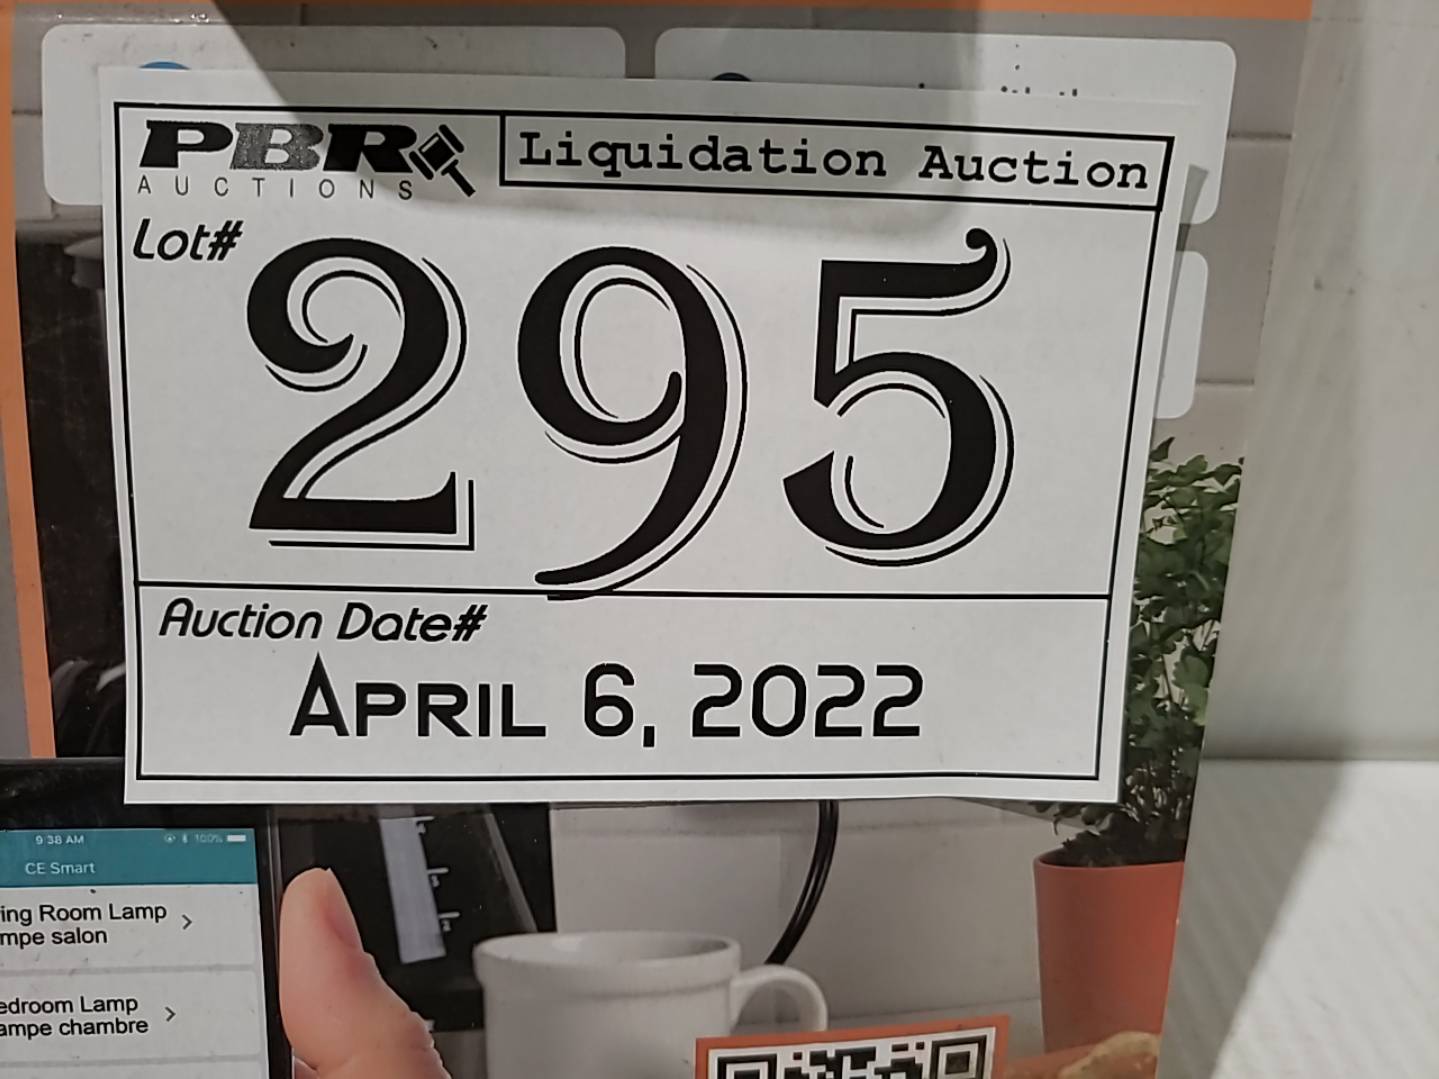 PBR
AUCTIONS
Liquidation Auction
Lot#
295
Auction Date#
April 6, 2022
9:38 AM
100%
CE Smart
ing Room Lamp
mpe salon
edroom Lamp
ampe chambre